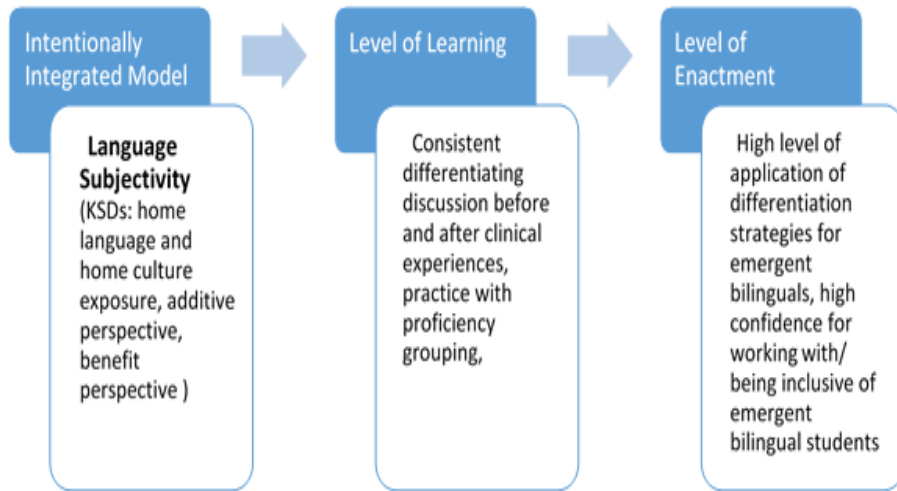 Intentionally
Integrated Model
Language
Subjectivity
(KSDs: home
language and
home culture
exposure, additive
perspective,
benefit
perspective )
Level of Learning
Consistent
differentiating
discussion before
and after clinical
experiences,
practice with
proficiency
grouping,
Level of
Enactment
High level of
application of
differentiation
strategies for
emergent
bilinguals, high
confidence for
working with/
being inclusive of
emergent
bilingual students